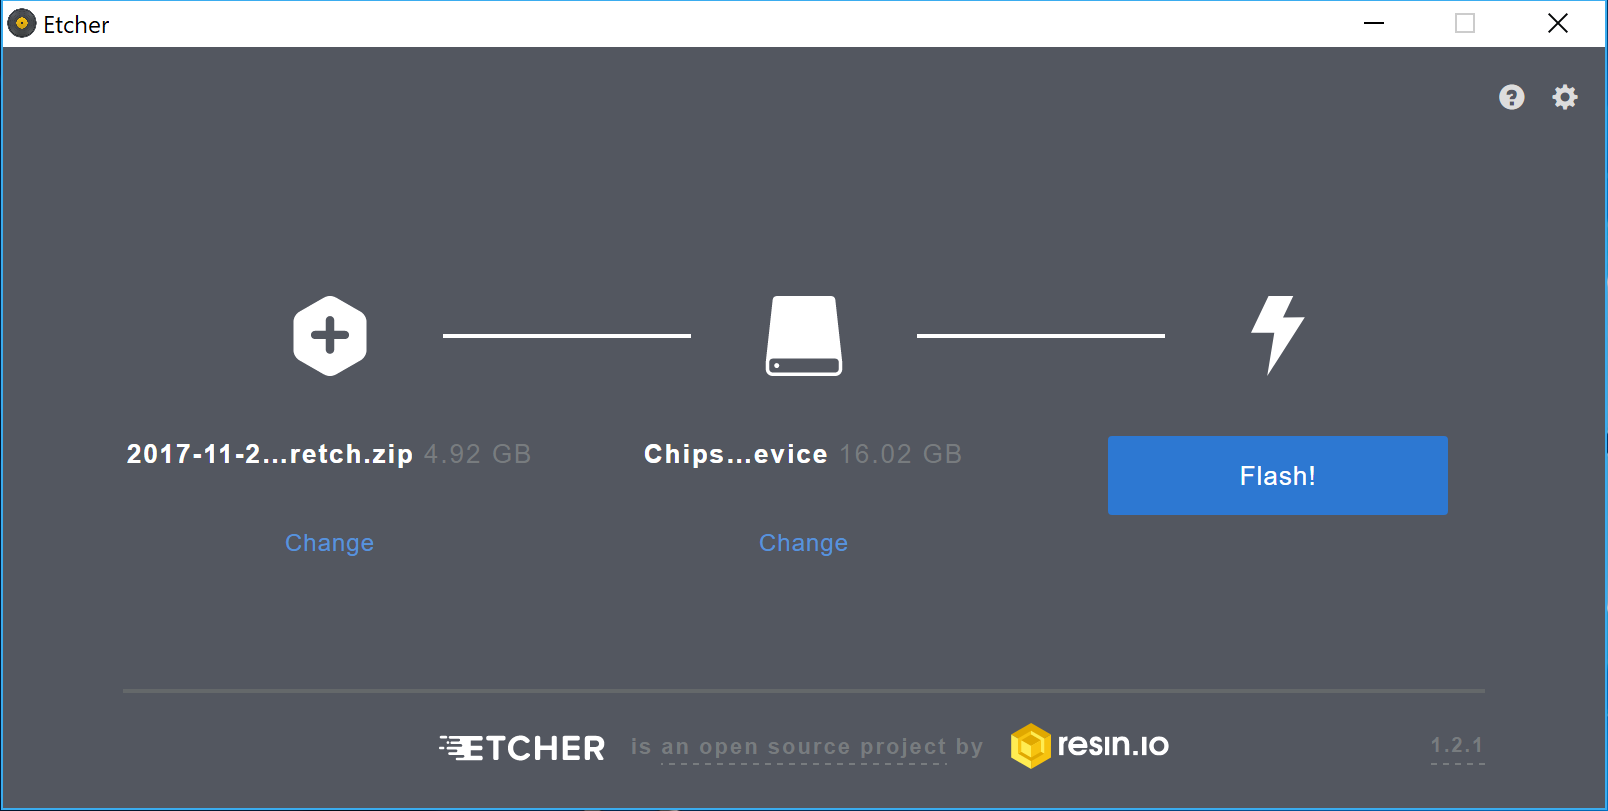 Etcher
2017-11-2...retch.zip 4.92 GB
Chips...evice 16.02 GB
Flash!
Change
Change
ETCHER is an open source project by resin.io
1.2.1